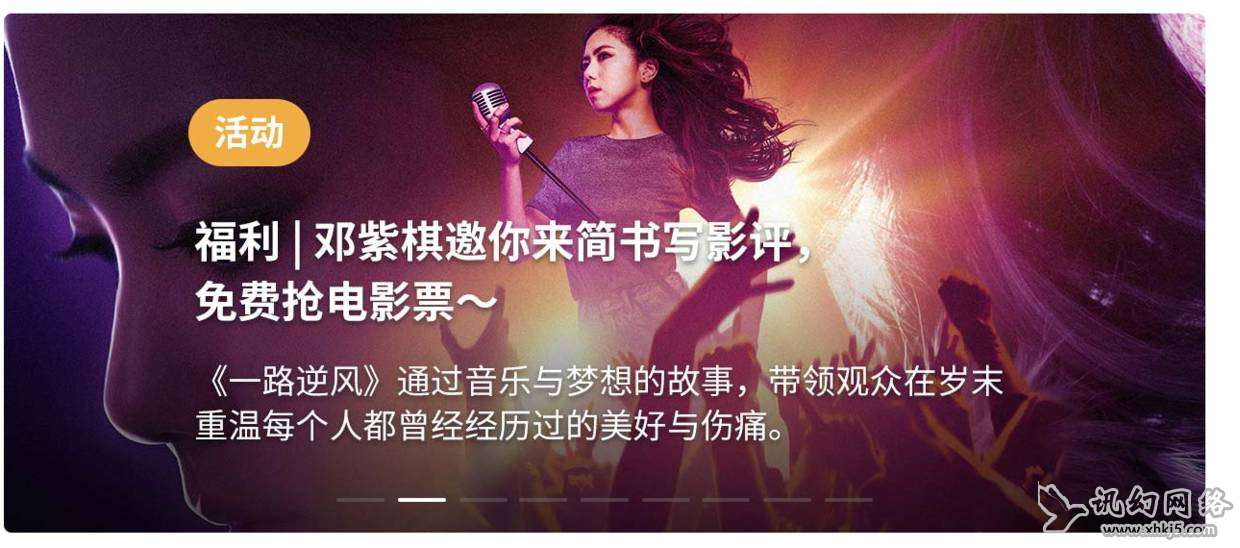 活动
福利 | 邓紫棋邀你来简书写影评，
免费抢电影票～
《一路逆风》通过音乐与梦想的故事，带领观众在岁末
重温每个人都曾经经历过的美好与伤痛。
讯幻网络
www.xhkj5.com